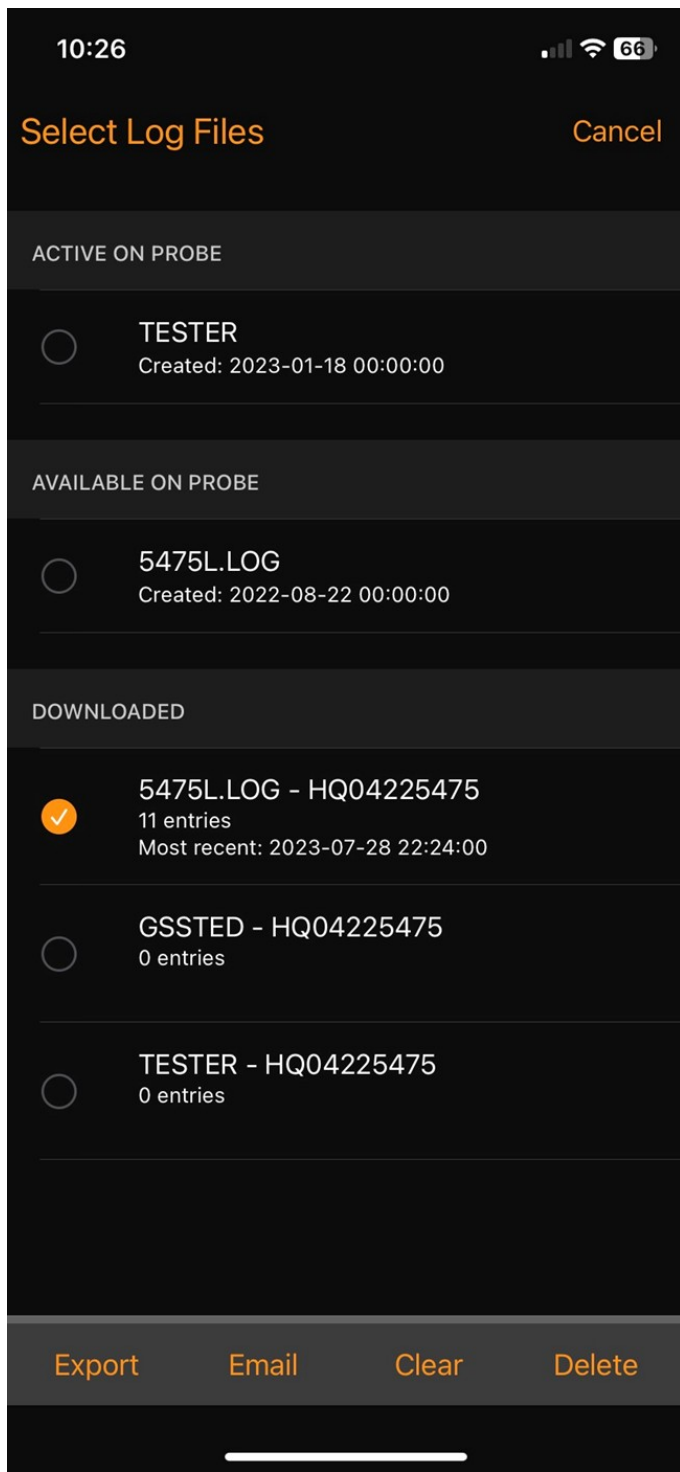 10:26
66
Select Log Files
Cancel
ACTIVE ON PROBE
TESTER
Created: 2023-01-18 00:00:00
AVAILABLE ON PROBE
5475L.LOG
Created: 2022-08-22 00:00:00
DOWNLOADED
5475L.LOG - HQ04225475
11 entries
Most recent: 2023-07-28 22:24:00
GSSTED - HQ04225475
0 entries
TESTER - HQ04225475
0 entries
Export
Email
Clear
Delete